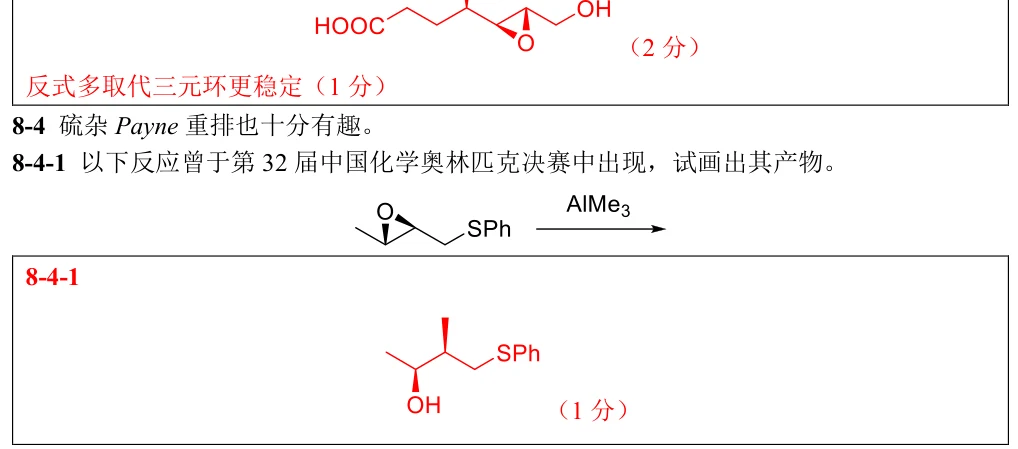 HOOC
OH
O
（2 分）
反式多取代三元环更稳定（1 分）
8-4 硫杂 Payne 重排也十分有趣。
8-4-1 以下反应曾于第 32 届中国化学奥林匹克决赛中出现，试画出其产物。
O
SPh
AlMe3
8-4-1
SPh
OH
（1 分）